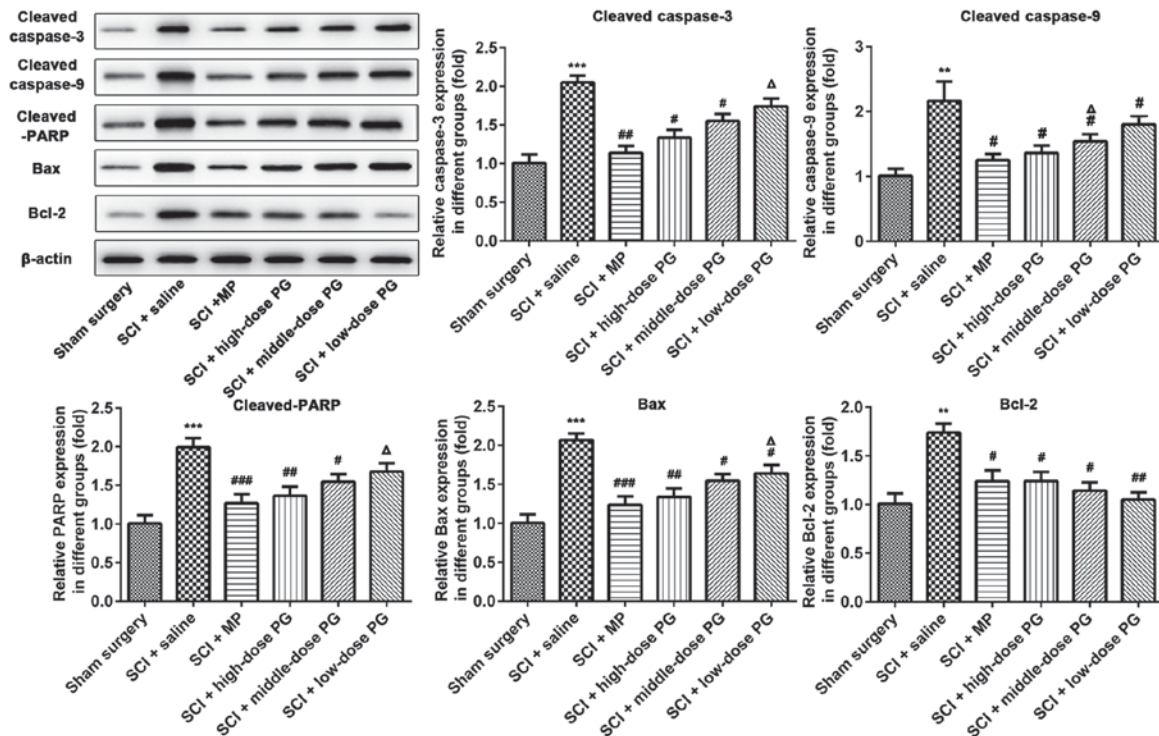 Cleaved
caspase-3
Cleaved
caspase-9
Cleaved
-PARP
Bax
Bcl-2
β-actin
Sham surgery
SCI + saline
SCI +MP
SCI + high-dose PG
SCI + middle-dose PG
SCI + low-dose PG
Cleaved caspase-3
Relative caspase-3 expression
in different groups (fold)
2.5
2.0
1.5
1.0
0.5
0.0
***
##
#
#
Δ
Sham surgery
SCI + saline
SCI + MP
SCI + high-dose PG
SCI + middle-dose PG
SCI + low-dose PG
Cleaved caspase-9
Relative caspase-9 expression
in different groups (fold)
3
2
1
0
**
#
#
Δ
#
#
Sham surgery
SCI + saline
SCI + MP
SCI + high-dose PG
SCI + middle-dose PG
SCI + low-dose PG
Cleaved-PARP
Relative PARP expression
in different groups (fold)
2.5
2.0
1.5
1.0
0.5
0.0
***
###
##
#
Δ
Sham surgery
SCI + saline
SCI + MP
SCI + high-dose PG
SCI + middle-dose PG
SCI + low-dose PG
Bax
Relative Bax expression
in different groups (fold)
2.5
2.0
1.5
1.0
0.5
0.0
***
###
##
#
Δ
#
Sham surgery
SCI + saline
SCI + MP
SCI + high-dose PG
SCI + middle-dose PG
SCI + low-dose PG
Bcl-2
Relative Bcl-2 expression
in different groups (fold)
2.0
1.5
1.0
0.5
0.0
**
#
#
#
##
Sham surgery
SCI + saline
SCI + MP
SCI + high-dose PG
SCI + middle-dose PG
SCI + low-dose PG